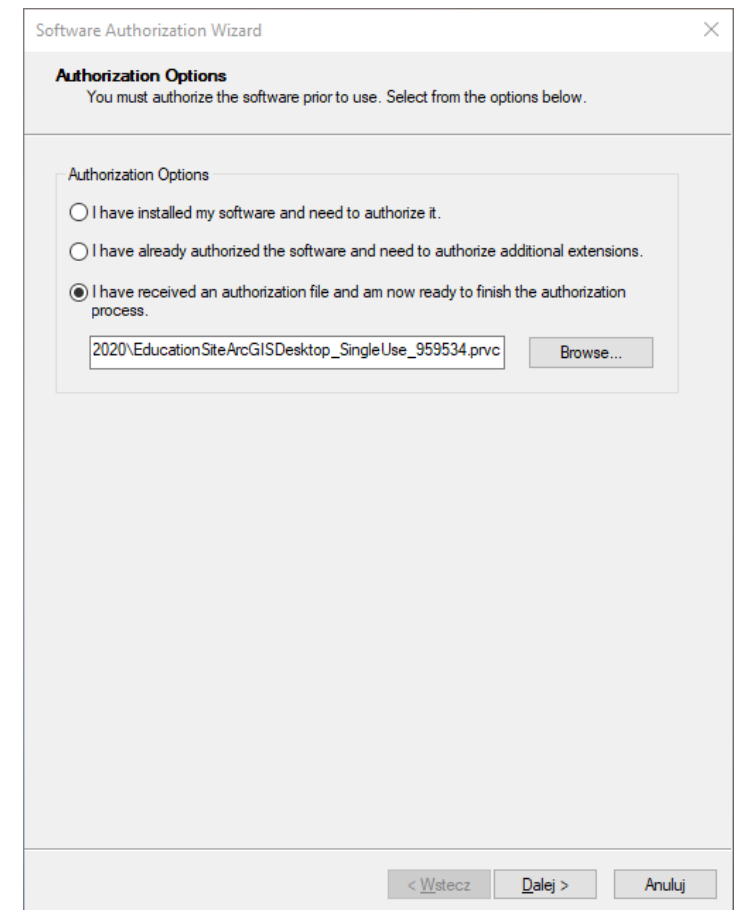 Software Authorization Wizard
Authorization Options
You must authorize the software prior to use. Select from the options below.
Authorization Options
I have installed my software and need to authorize it.
I have already authorized the software and need to authorize additional extensions.
I have received an authorization file and am now ready to finish the authorization
process.
2020\EducationSiteArcGISDesktop_SingleUse_959534.prvc
Browse...
< Wstecz
Dalej >
Anuluj